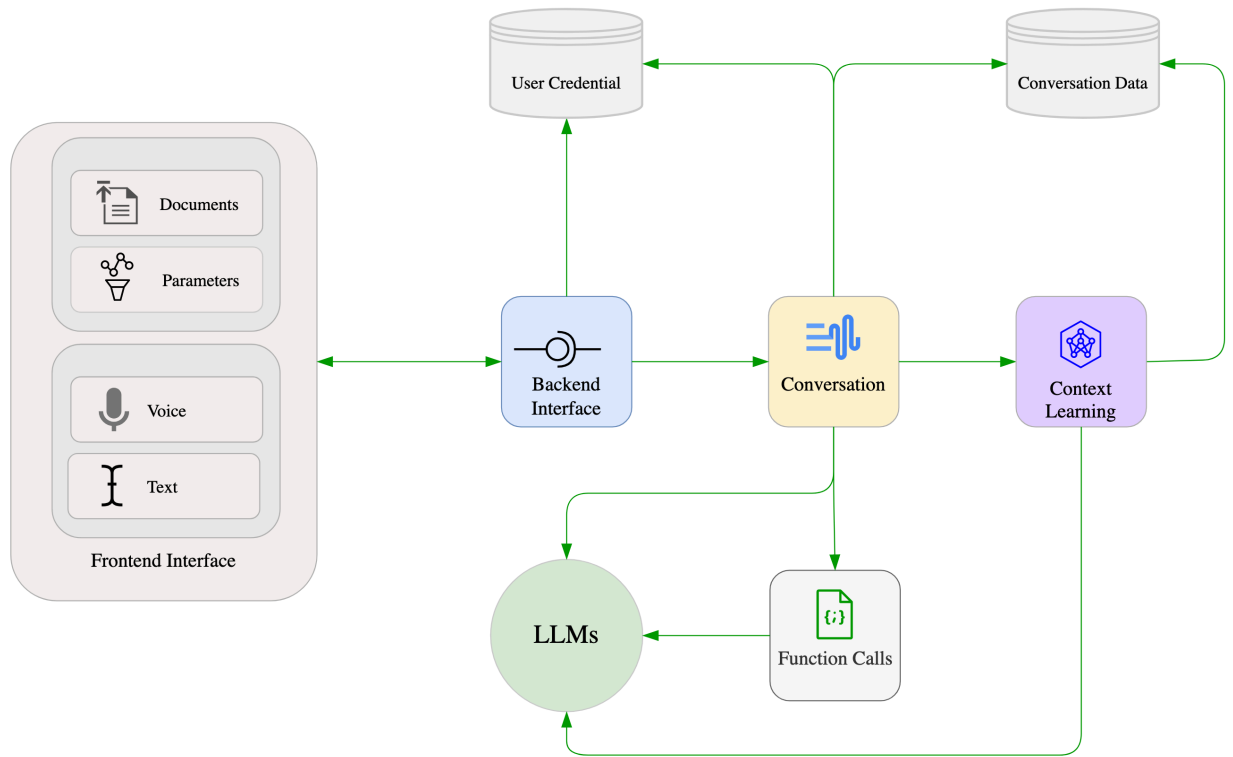 User Credential
Conversation Data
Documents
Parameters
Voice
Text
Frontend Interface
Backend
Interface
Conversation
Context
Learning
LLMs
{;}
Function Calls